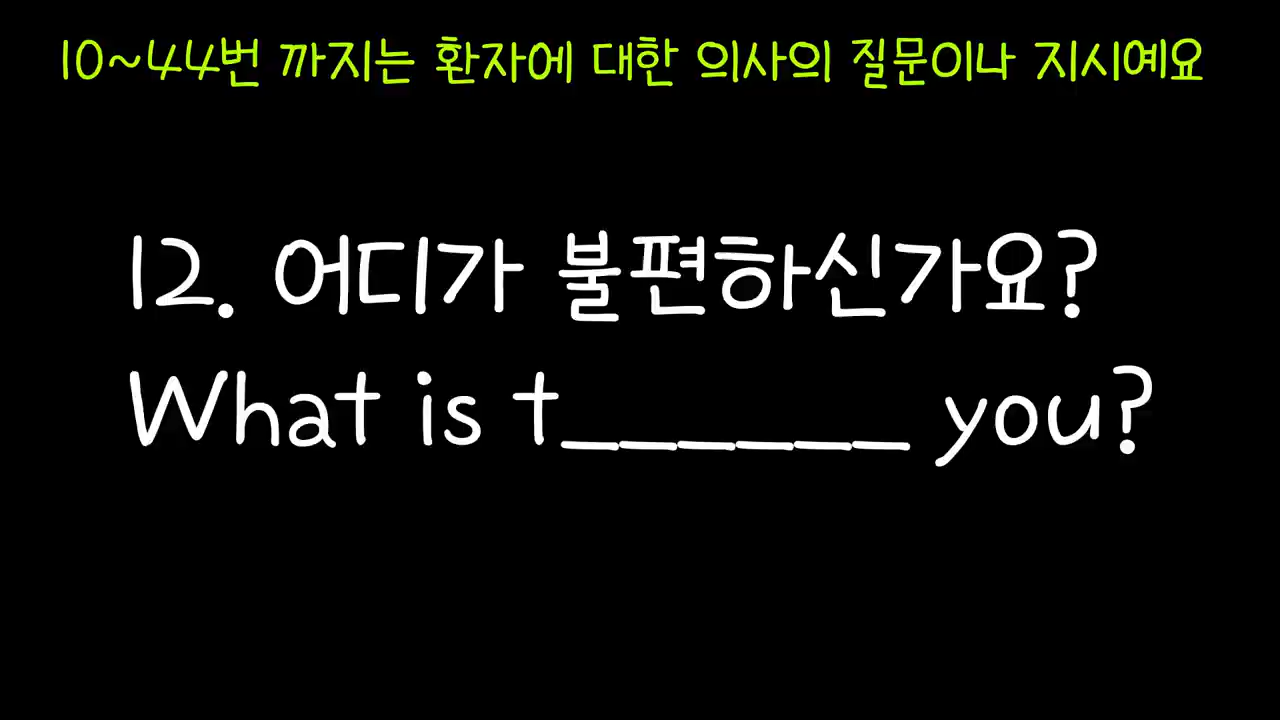 10~44번 까지는 환자에 대한 의사의 질문이나 지시예요
12. 어디가 불편하신가요?
What is t______ you?